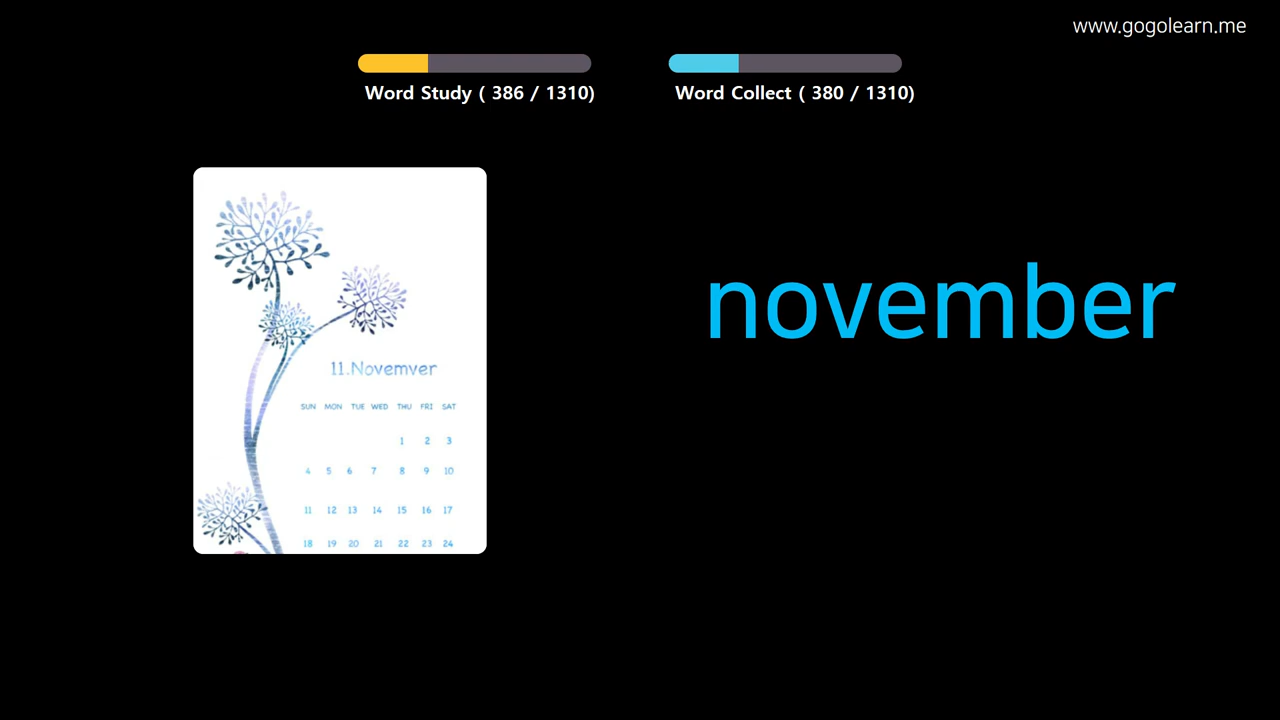 www.gogolearn.me
Word Study ( 386 / 1310)
Word Collect ( 380 / 1310)
november
11.Novemver
SUN MON TUE WED THU FRI SAT
1 2 3
4 5 6 7 8 9 10
11 12 13 14 15 16 17
18 19 20 21 22 23 24